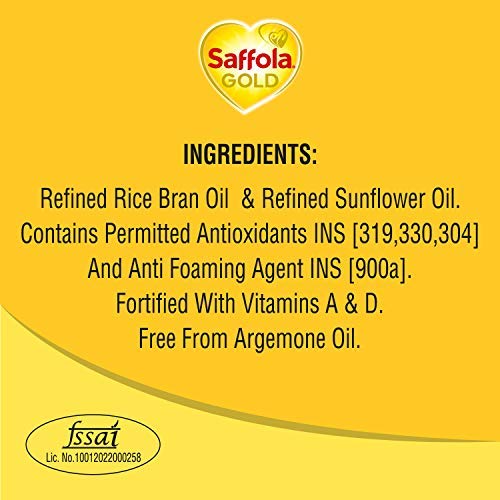 Saffola
GOLD
INGREDIENTS:
Refined Rice Bran Oil & Refined Sunflower Oil.
Contains Permitted Antioxidants INS [319,330,304]
And Anti Foaming Agent INS [900a].
Fortified With Vitamins A & D.
Free From Argemone Oil.
fssai
Lic. No.10012022000258